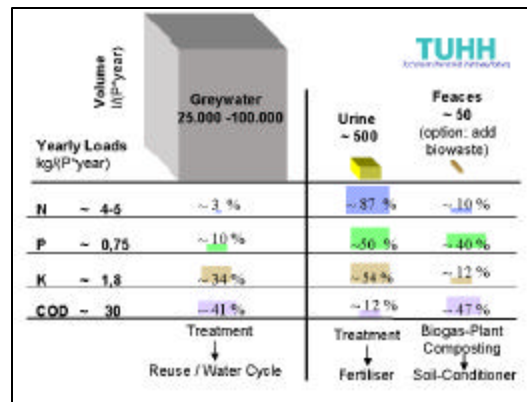 TUHH
Volume
l/(P*year)
Greywater
25.000 -100.000
Urine
~ 500
Feaces
~ 50
(option: add
biowaste)
Yearly Loads
kg/(P*year)
N ~ 4-5 ~ 3 % ~ 87 % ~ 10 %
P ~ 0,75 ~ 10 % ~ 50 % ~ 40 %
K ~ 1,8 ~ 34 % ~ 54 % ~ 12 %
COD ~ 30 ~ 41 % ~ 12 % ~ 47 %
Treatment
Reuse / Water Cycle
Treatment
Fertiliser
Biogas-Plant
Composting
Soil-Conditioner